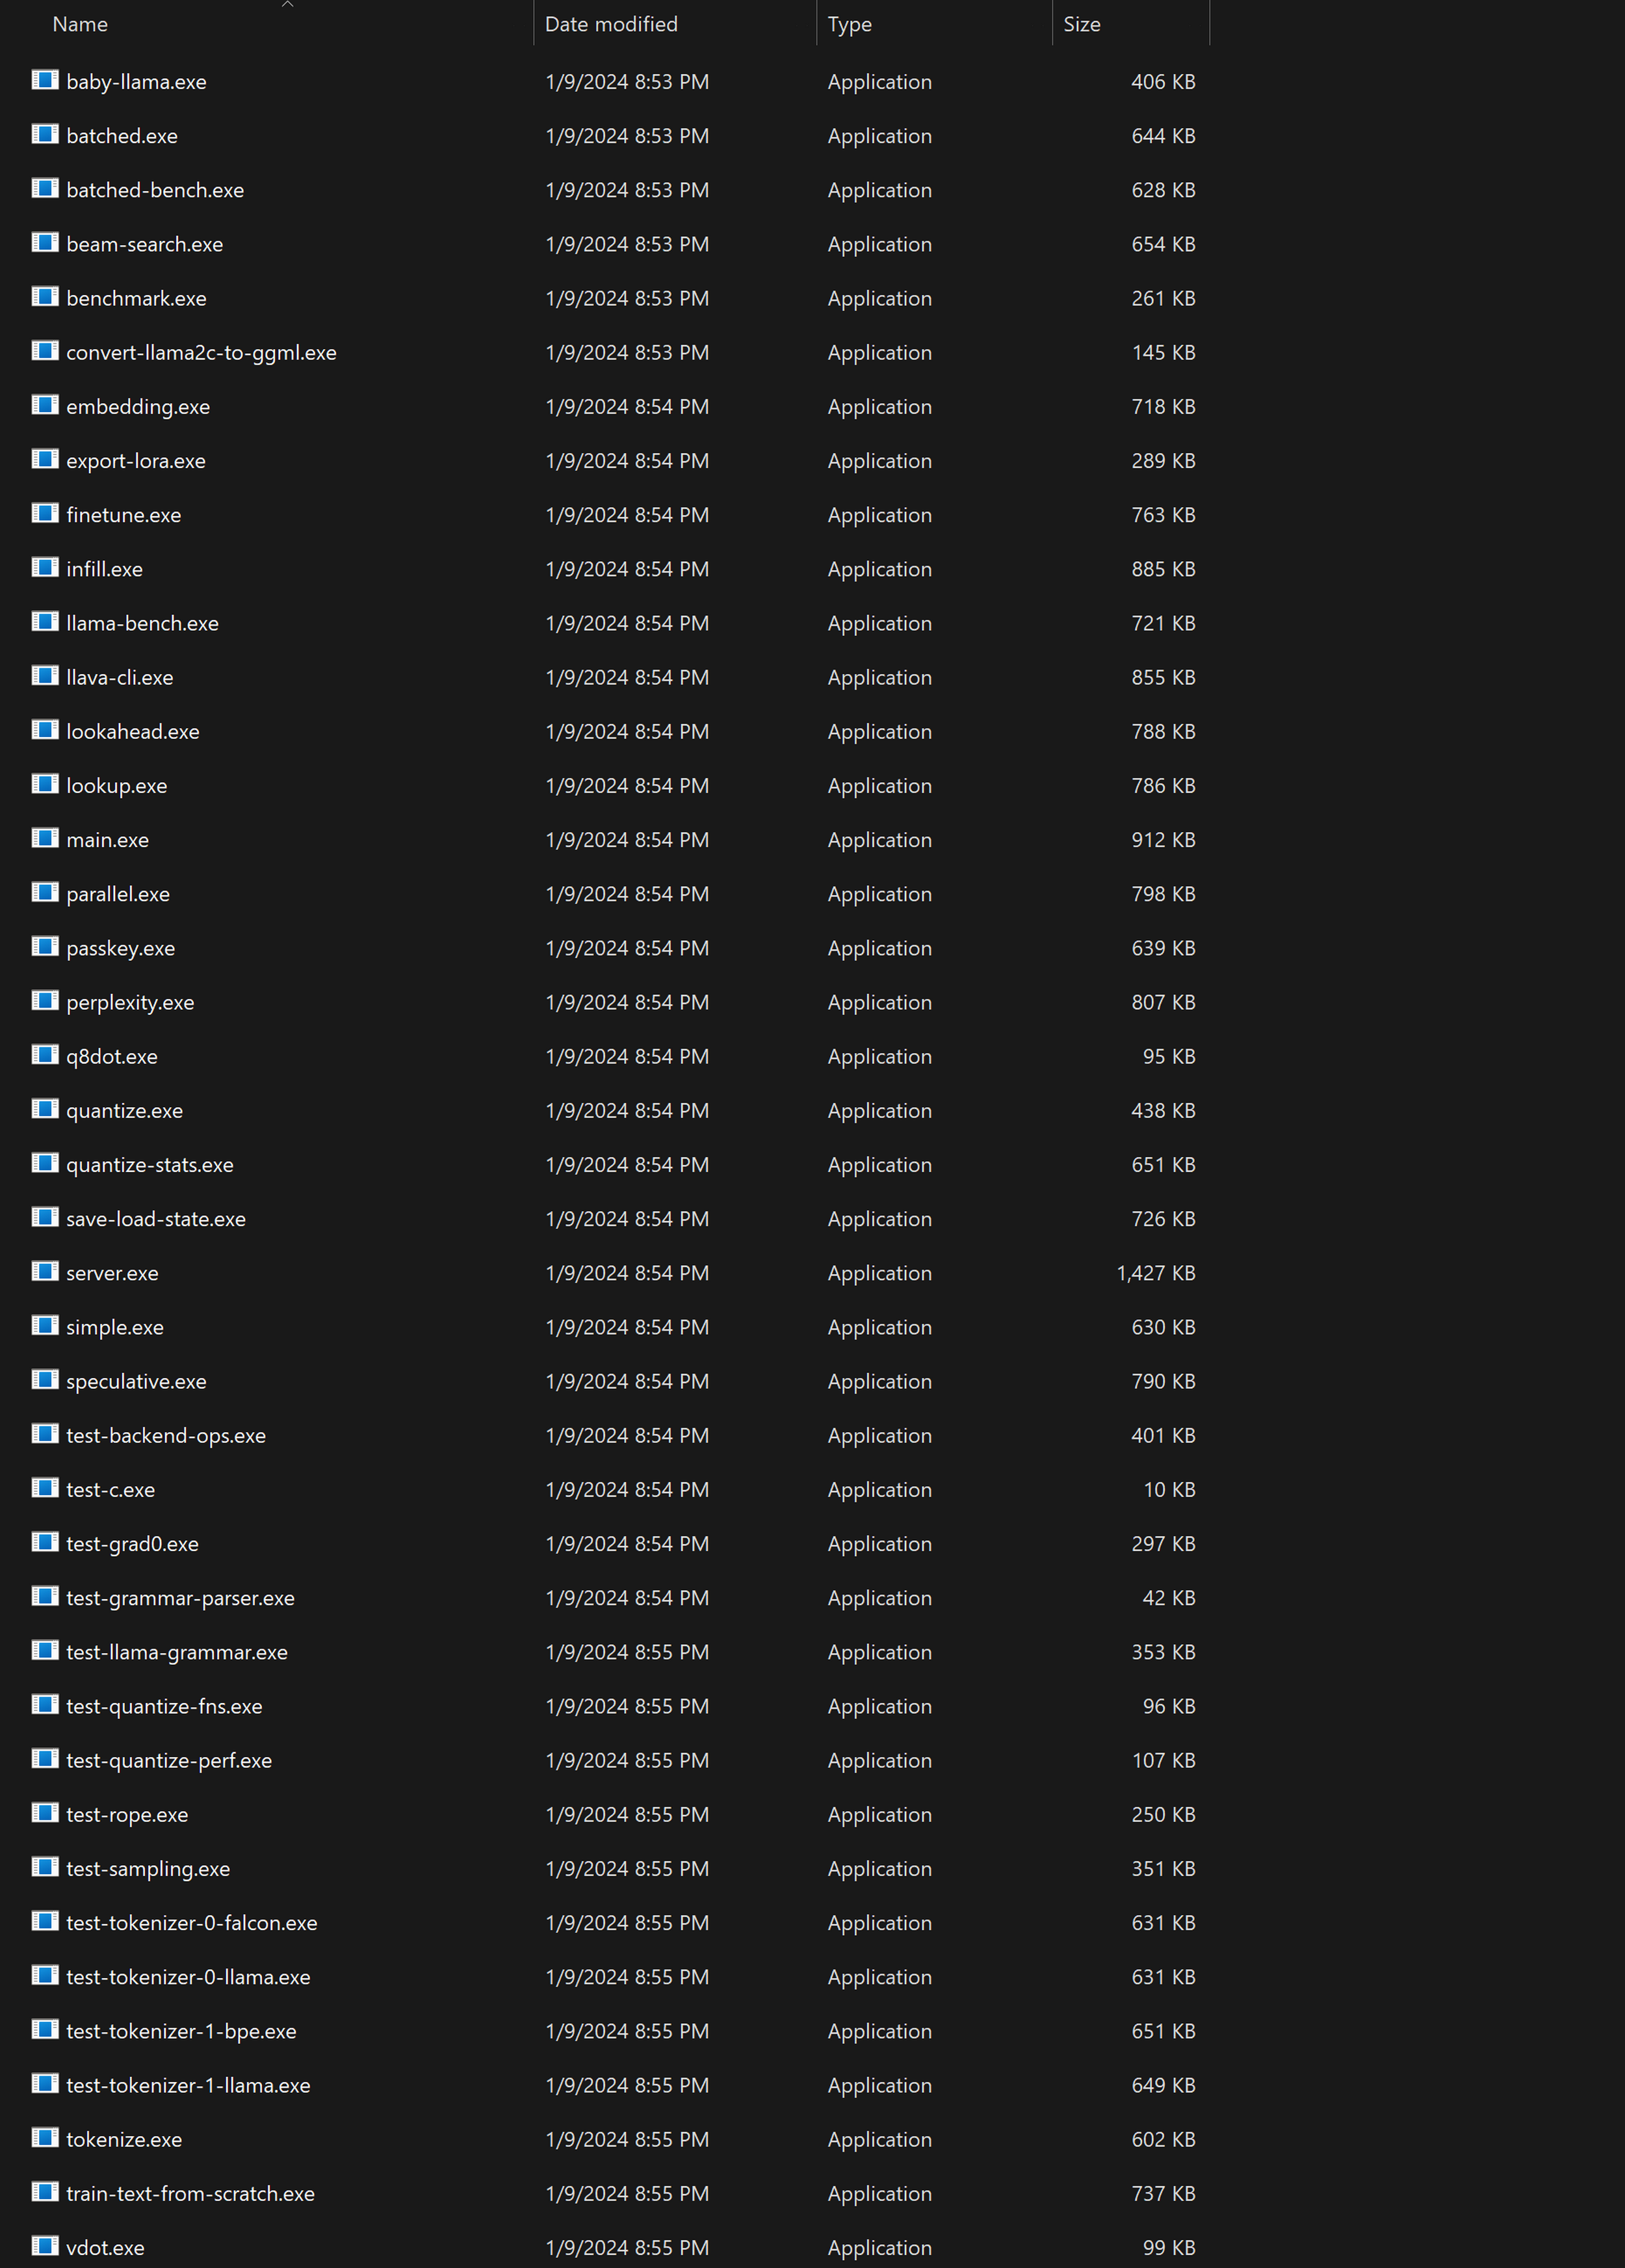 Name Date modified Type Size
baby-llama.exe 1/9/2024 8:53 PM Application 406 KB
batched.exe 1/9/2024 8:53 PM Application 644 KB
batched-bench.exe 1/9/2024 8:53 PM Application 628 KB
beam-search.exe 1/9/2024 8:53 PM Application 654 KB
benchmark.exe 1/9/2024 8:53 PM Application 261 KB
convert-llama2c-to-ggml.exe 1/9/2024 8:53 PM Application 145 KB
embedding.exe 1/9/2024 8:54 PM Application 718 KB
export-lora.exe 1/9/2024 8:54 PM Application 289 KB
finetune.exe 1/9/2024 8:54 PM Application 763 KB
infill.exe 1/9/2024 8:54 PM Application 885 KB
llama-bench.exe 1/9/2024 8:54 PM Application 721 KB
llava-cli.exe 1/9/2024 8:54 PM Application 855 KB
lookahead.exe 1/9/2024 8:54 PM Application 788 KB
lookup.exe 1/9/2024 8:54 PM Application 786 KB
main.exe 1/9/2024 8:54 PM Application 912 KB
parallel.exe 1/9/2024 8:54 PM Application 798 KB
passkey.exe 1/9/2024 8:54 PM Application 639 KB
perplexity.exe 1/9/2024 8:54 PM Application 807 KB
q8dot.exe 1/9/2024 8:54 PM Application 95 KB
quantize.exe 1/9/2024 8:54 PM Application 438 KB
quantize-stats.exe 1/9/2024 8:54 PM Application 651 KB
save-load-state.exe 1/9/2024 8:54 PM Application 726 KB
server.exe 1/9/2024 8:54 PM Application 1,427 KB
simple.exe 1/9/2024 8:54 PM Application 630 KB
speculative.exe 1/9/2024 8:54 PM Application 790 KB
test-backend-ops.exe 1/9/2024 8:54 PM Application 401 KB
test-c.exe 1/9/2024 8:54 PM Application 10 KB
test-grad0.exe 1/9/2024 8:54 PM Application 297 KB
test-grammar-parser.exe 1/9/2024 8:54 PM Application 42 KB
test-llama-grammar.exe 1/9/2024 8:55 PM Application 353 KB
test-quantize-fns.exe 1/9/2024 8:55 PM Application 96 KB
test-quantize-perf.exe 1/9/2024 8:55 PM Application 107 KB
test-rope.exe 1/9/2024 8:55 PM Application 250 KB
test-sampling.exe 1/9/2024 8:55 PM Application 351 KB
test-tokenizer-0-falcon.exe 1/9/2024 8:55 PM Application 631 KB
test-tokenizer-0-llama.exe 1/9/2024 8:55 PM Application 631 KB
test-tokenizer-1-bpe.exe 1/9/2024 8:55 PM Application 651 KB
test-tokenizer-1-llama.exe 1/9/2024 8:55 PM Application 649 KB
tokenize.exe 1/9/2024 8:55 PM Application 602 KB
train-text-from-scratch.exe 1/9/2024 8:55 PM Application 737 KB
vdot.exe 1/9/2024 8:55 PM Application 99 KB